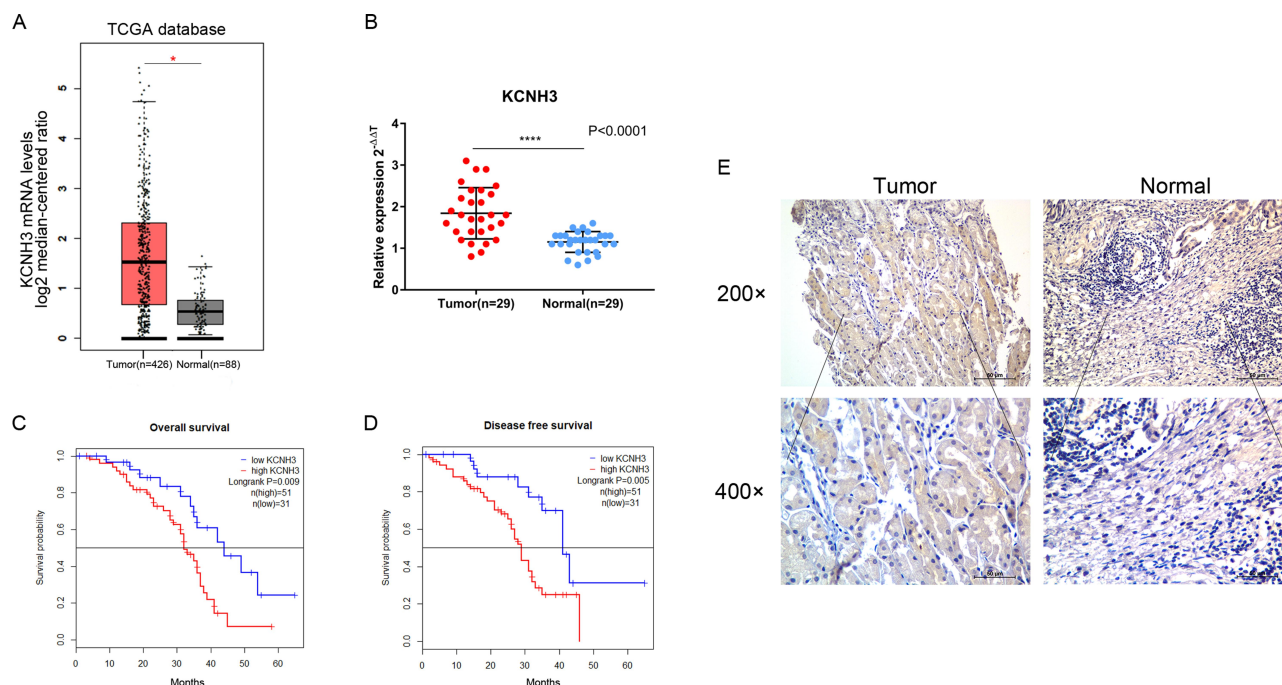 A
TCGA database
*
KCNH3 mRNA levels
log2 median-centered ratio
5
4
3
2
1
0
Tumor(n=426) Normal(n=88)
B
KCNH3
P<0.0001
****
Relative expression 2-ΔΔT
4
3
2
1
0
Tumor(n=29) Normal(n=29)
C
Overall survival
low KCNH3
high KCNH3
Longrank P=0.009
n(high)=51
n(low)=31
Survival probability
1.0
0.8
0.6
0.4
0.2
0.0
0 10 20 30 40 50 60
Months
D
Disease free survival
low KCNH3
high KCNH3
Longrank P=0.005
n(high)=51
n(low)=31
Survival probability
1.0
0.8
0.6
0.4
0.2
0.0
0 10 20 30 40 50 60
Months
E
Tumor Normal
200×
400×
50 μm